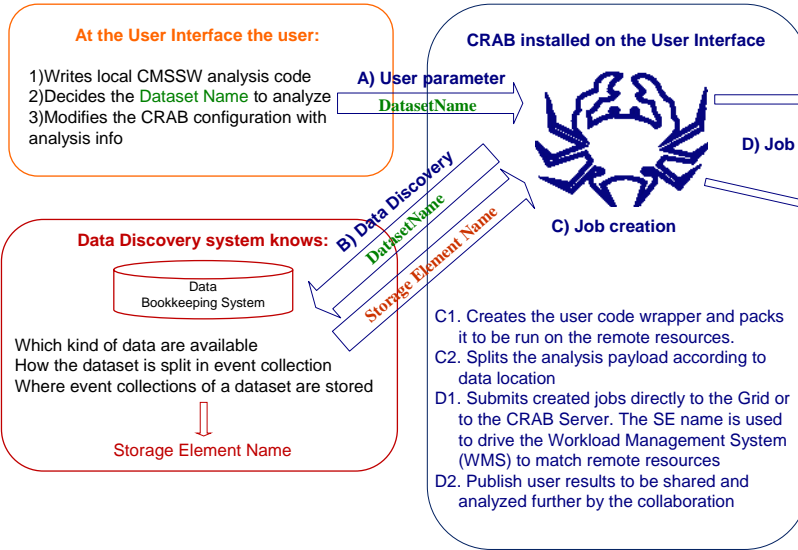 At the User Interface the user:
1)Writes local CMSSW analysis code
2)Decides the Dataset Name to analyze
3)Modifies the CRAB configuration with
analysis info
A) User parameter
DatasetName
CRAB installed on the User Interface
D) Job
C) Job creation
B) Data Discovery
DatasetName
Storage Element Name
Data Discovery system knows:
Data
Bookkeeping System
Which kind of data are available
How the dataset is split in event collection
Where event collections of a dataset are stored
Storage Element Name
C1. Creates the user code wrapper and packs
it to be run on the remote resources.
C2. Splits the analysis payload according to
data location
D1. Submits created jobs directly to the Grid or
to the CRAB Server. The SE name is used
to drive the Workload Management System
(WMS) to match remote resources
D2. Publish user results to be shared and
analyzed further by the collaboration